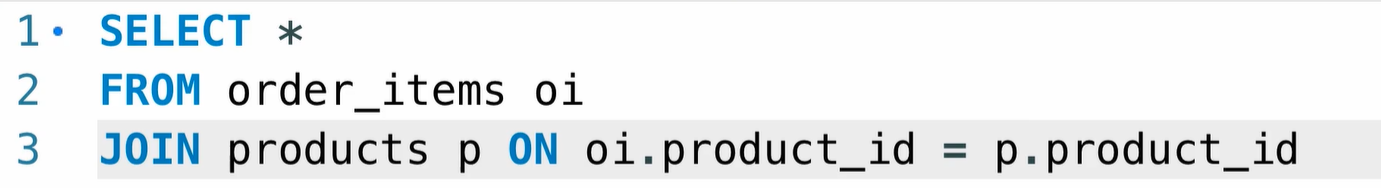 1 SELECT *
2 FROM order_items oi
3 JOIN products p ON oi.product_id = p.product_id